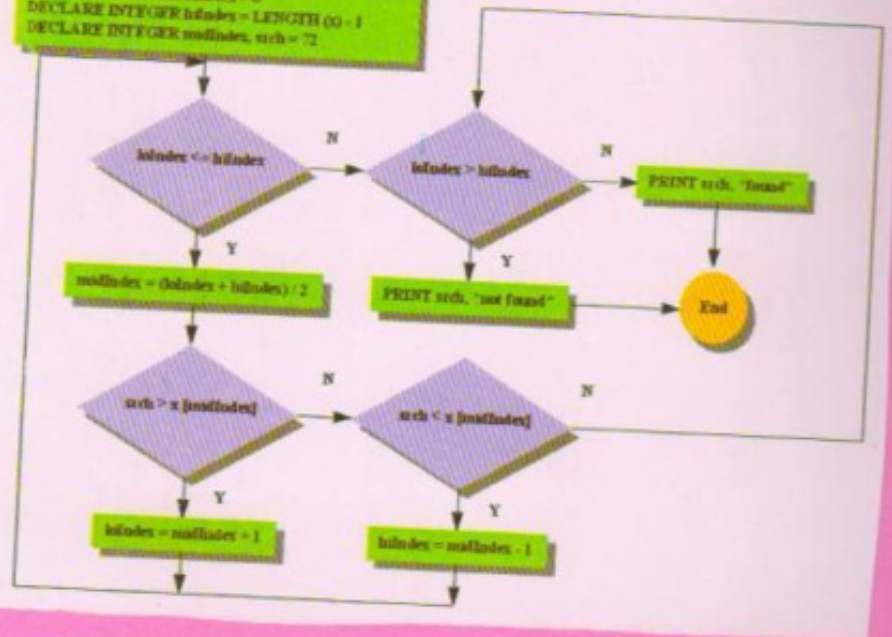 DECLARE INTEGER hiIndex = LENGTH (x) - 1
DECLARE INTEGER midIndex, srch = 72
loIndex <= hiIndex
N
loIndex > hiIndex
N
PRINT srch, "found"
Y
Y
midIndex = (loIndex + hiIndex) / 2
PRINT srch, "not found"
End
srch > x [midIndex]
N
srch < x [midIndex]
N
Y
Y
loIndex = midIndex + 1
hiIndex = midIndex - 1